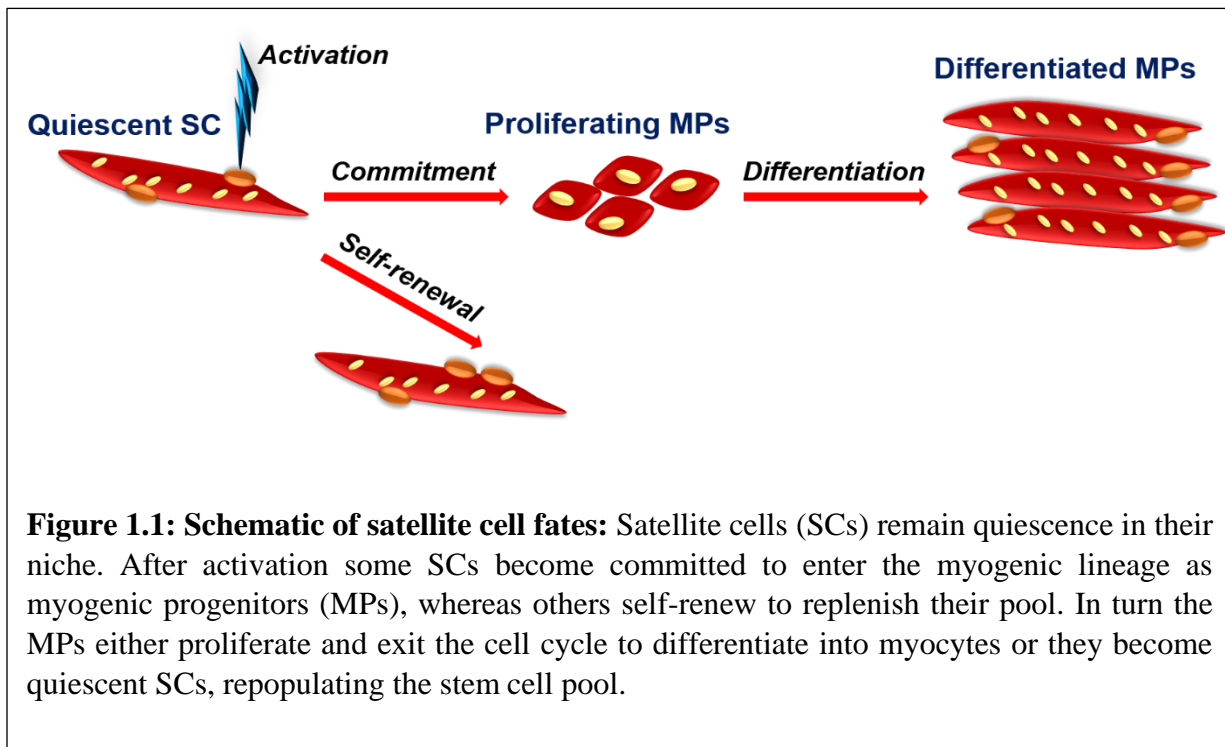 Activation
Differentiated MPs
Quiescent SC
Proliferating MPs
Commitment
Differentiation
Self-renewal
Figure 1.1: Schematic of satellite cell fates: Satellite cells (SCs) remain quiescence in their
niche. After activation some SCs become committed to enter the myogenic lineage as
myogenic progenitors (MPs), whereas others self-renew to replenish their pool. In turn the
MPs either proliferate and exit the cell cycle to differentiate into myocytes or they become
quiescent SCs, repopulating the stem cell pool.